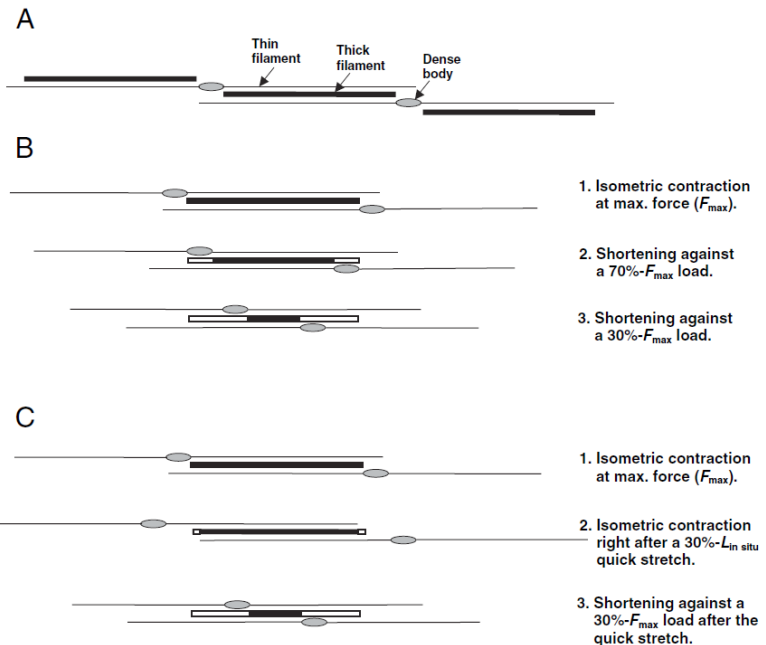 A
Thin
filament
Thick
filament
Dense
body
B
1. Isometric contraction
at max. force (Fmax).
2. Shortening against
a 70%-Fmax load.
3. Shortening against
a 30%-Fmax load.
C
1. Isometric contraction
at max. force (Fmax).
2. Isometric contraction
right after a 30%-Lin situ
quick stretch.
3. Shortening against a
30%-Fmax load after the
quick stretch.